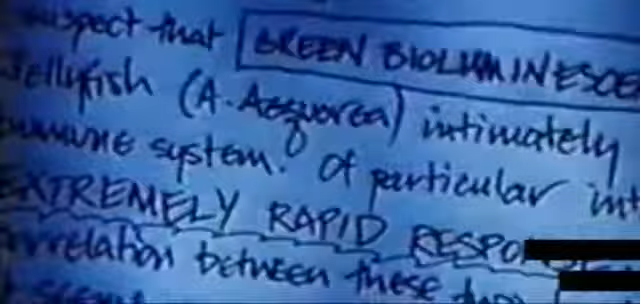 suspect that GREEN BIOLUMINESCE
Jellyfish (A. Aequorea) intimately
immune system. Of particular int
EXTREMELY RAPID RESPO
correlation between these